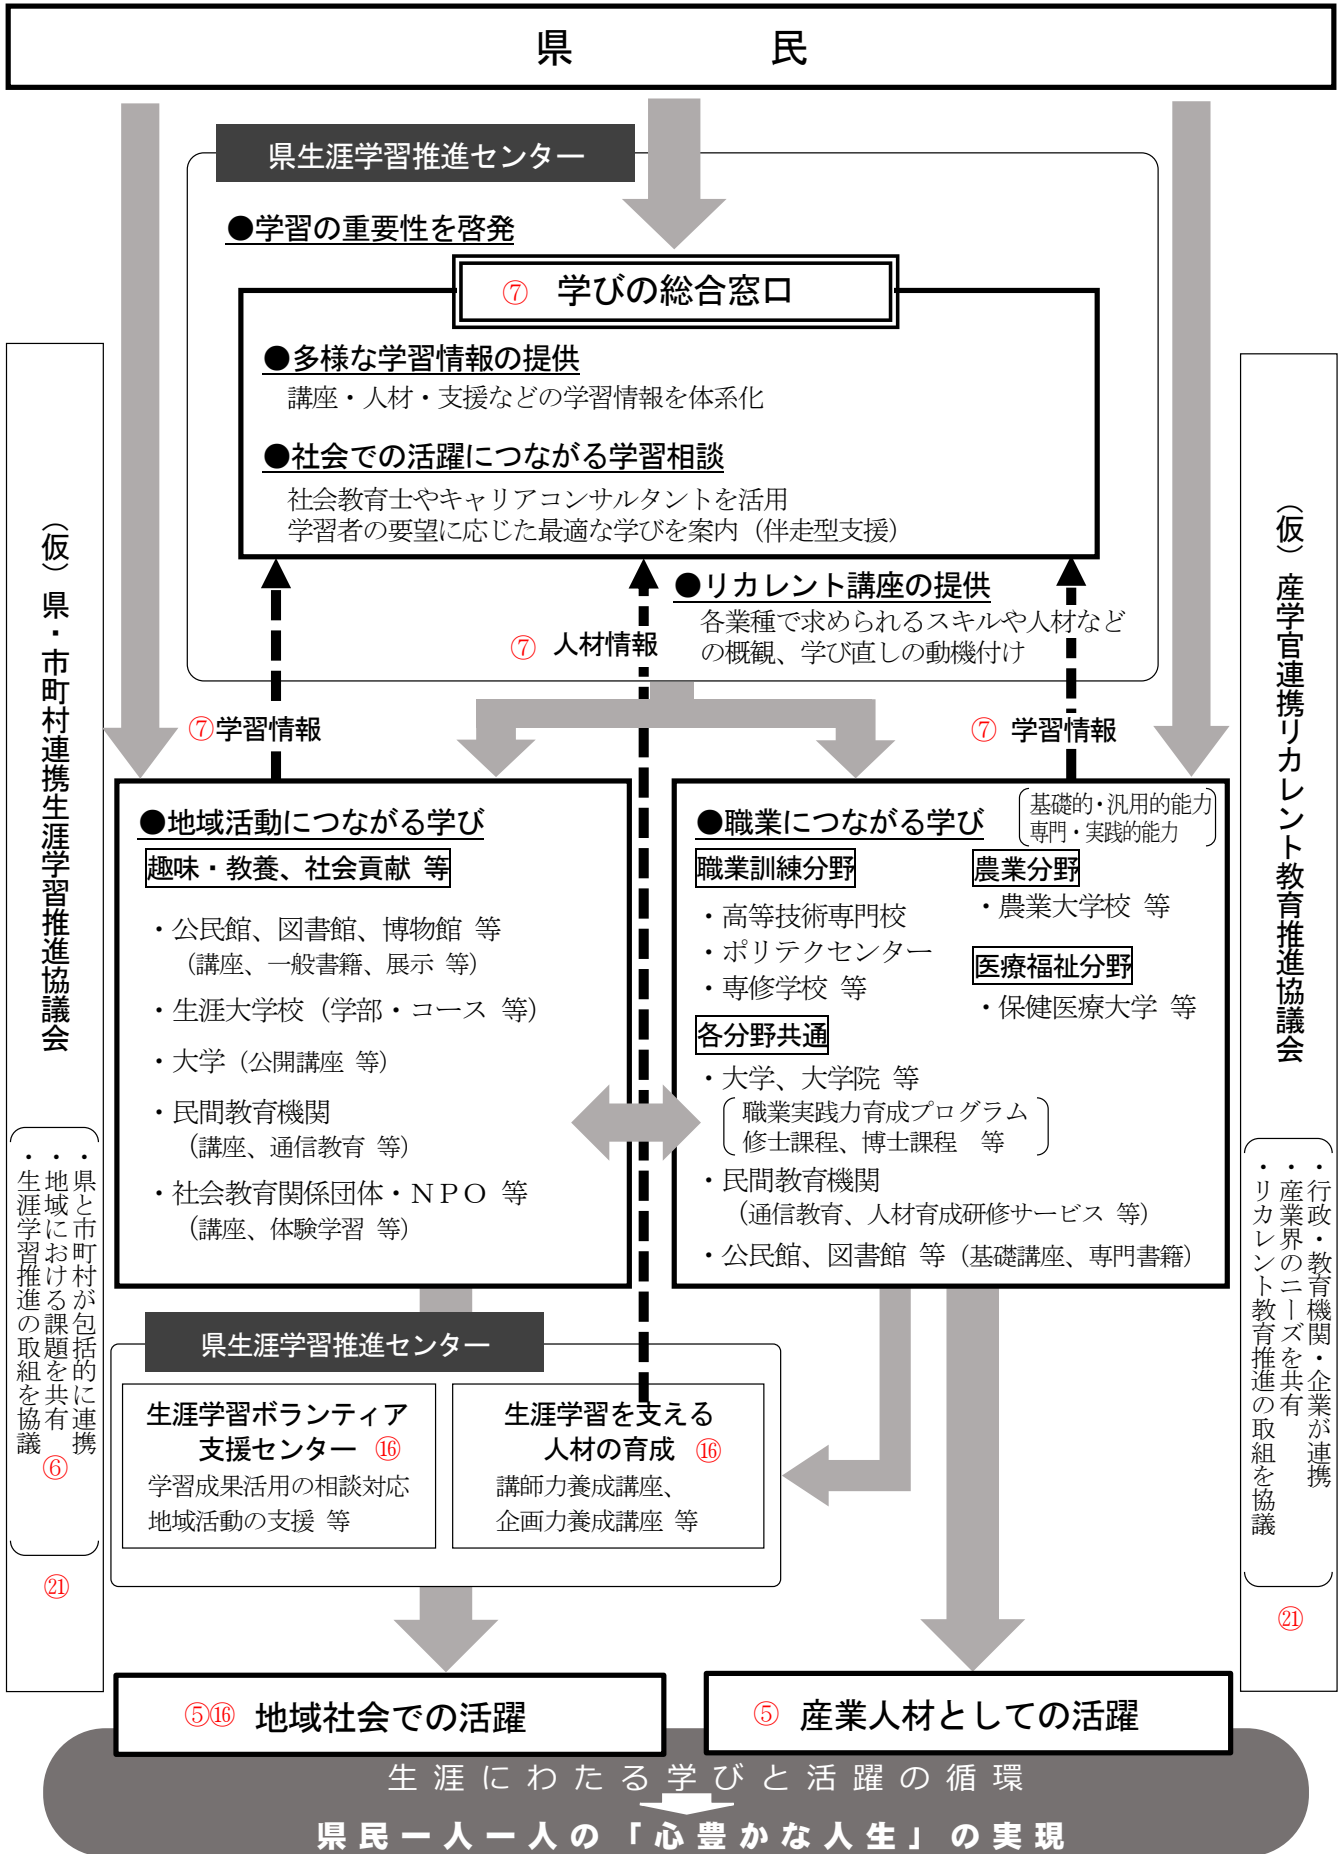 県　民
県生涯学習推進センター
●学習の重要性を啓発
⑦ 学びの総合窓口
●多様な学習情報の提供
講座・人材・支援などの学習情報を体系化
●社会での活躍につながる学習相談
社会教育士やキャリアコンサルタントを活用
学習者の要望に応じた最適な学びを案内（伴走型支援）
●リカレント講座の提供
各業種で求められるスキルや人材など
の概観、学び直しの動機付け
⑦ 人材情報
⑦学習情報
⑦ 学習情報
（仮）県・市町村連携生涯学習推進協議会
・県と市町村が包括的に連携
・地域における課題を共有
・生涯学習推進の取組を協議
⑥
㉑
（仮）産学官連携リカレント教育推進協議会
・行政・教育機関・企業が連携
・産業界のニーズを共有
・リカレント教育推進の取組を協議
㉑
●地域活動につながる学び
趣味・教養、社会貢献 等
・公民館、図書館、博物館 等
（講座、一般書籍、展示 等）
・生涯大学校（学部・コース 等）
・大学（公開講座 等）
・民間教育機関
（講座、通信教育 等）
・社会教育関係団体・ＮＰＯ 等
（講座、体験学習 等）
●職業につながる学び
基礎的・汎用的能力
専門・実践的能力
職業訓練分野
・高等技術専門校
・ポリテクセンター
・専修学校 等
農業分野
・農業大学校 等
医療福祉分野
・保健医療大学 等
各分野共通
・大学、大学院 等
職業実践力育成プログラム
修士課程、博士課程 等
・民間教育機関
（通信教育、人材育成研修サービス 等）
・公民館、図書館 等（基礎講座、専門書籍）
県生涯学習推進センター
生涯学習ボランティア
支援センター ⑯
学習成果活用の相談対応
地域活動の支援 等
生涯学習を支える
人材の育成 ⑯
講師力養成講座、
企画力養成講座 等
⑤⑯ 地域社会での活躍
⑤ 産業人材としての活躍
生涯にわたる学びと活躍の循環
県民一人一人の「心豊かな人生」の実現